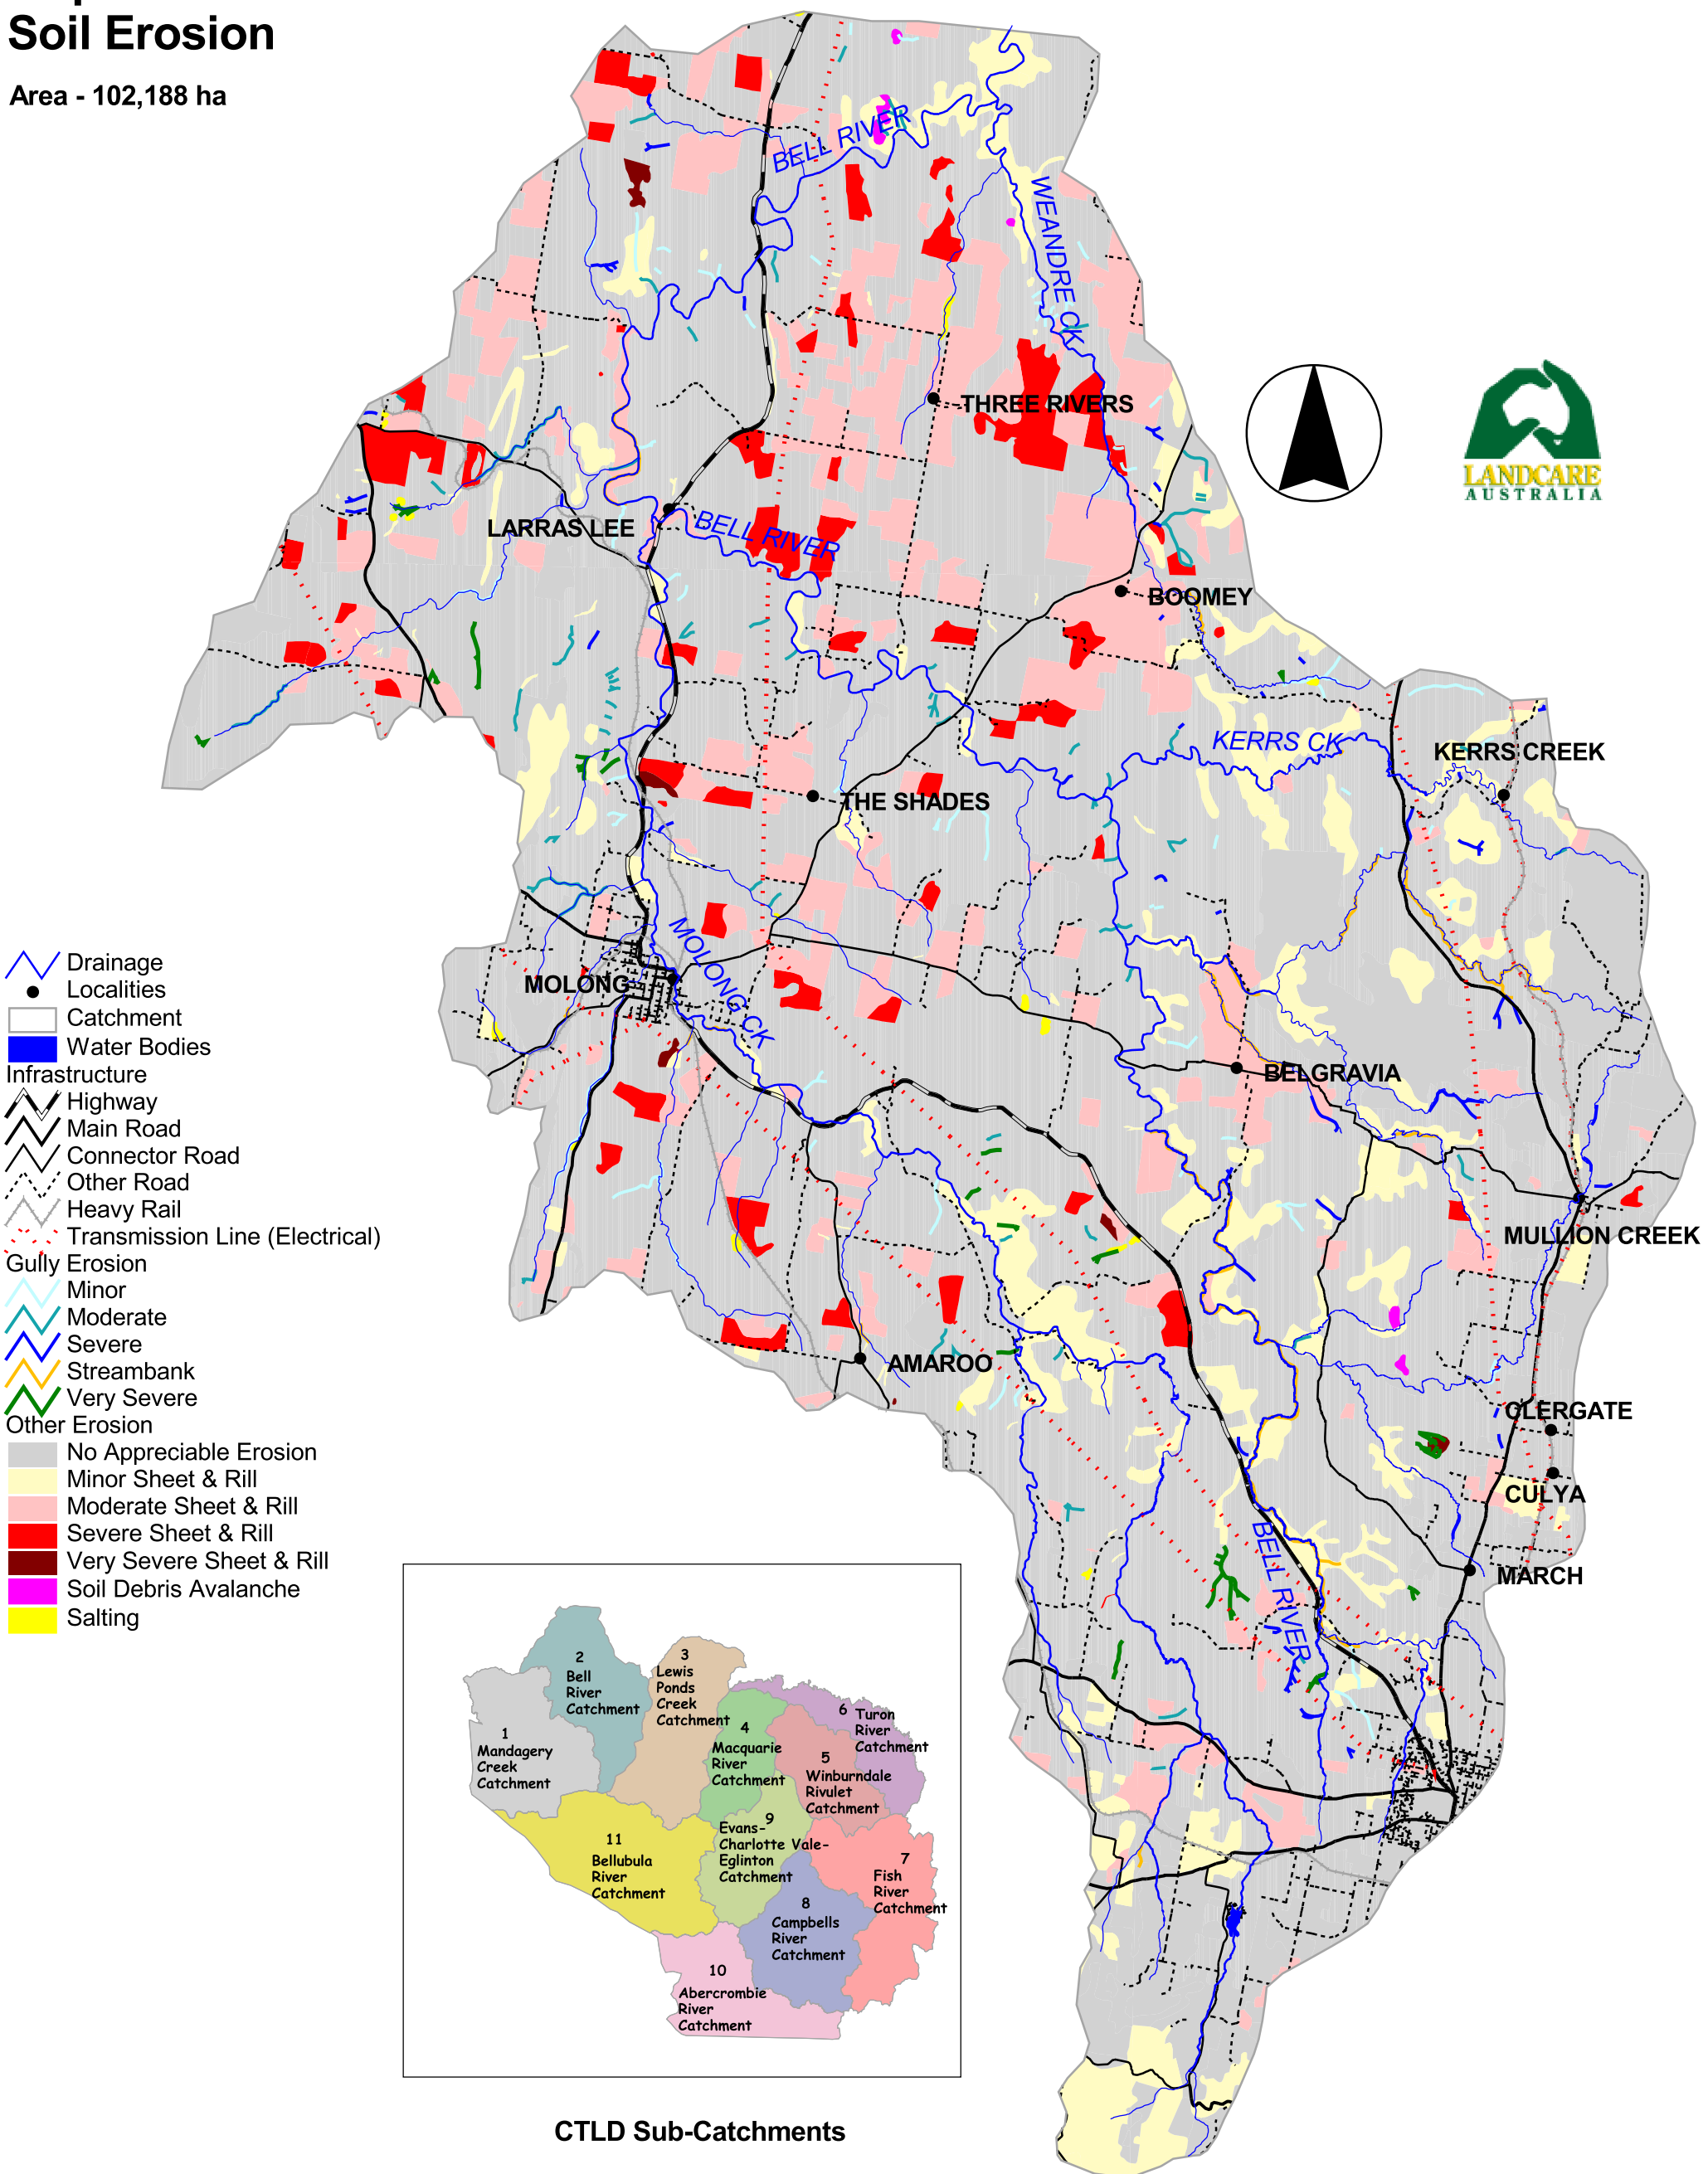 Soil Erosion
Area - 102,188 ha
BELL RIVER
WEANDRE CK
THREE RIVERS
LANDCARE
AUSTRALIA
LARRAS LEE
BELL RIVER
BOOMEY
KERRS CK
KERRS CREEK
THE SHADES
MOLONG CK
MOLONG
BELGRAVIA
MULLION CREEK
AMAROO
CLERGATE
CULYA
BELL RIVER
MARCH
Drainage
Localities
Catchment
Water Bodies
Infrastructure
Highway
Main Road
Connector Road
Other Road
Heavy Rail
Transmission Line (Electrical)
Gully Erosion
Minor
Moderate
Severe
Streambank
Very Severe
Other Erosion
No Appreciable Erosion
Minor Sheet & Rill
Moderate Sheet & Rill
Severe Sheet & Rill
Very Severe Sheet & Rill
Soil Debris Avalanche
Salting
1
Mandagery
Creek
Catchment
2
Bell
River
Catchment
3
Lewis
Ponds
Creek
Catchment
4
Macquarie
River
Catchment
5
Winburndale
Rivulet
Catchment
6 Turon
River
Catchment
7
Fish
River
Catchment
8
Campbells
River
Catchment
9
Evans-
Charlotte Vale-
Eglinton
Catchment
10
Abercrombie
River
Catchment
11
Bellubula
River
Catchment
CTLD Sub-Catchments